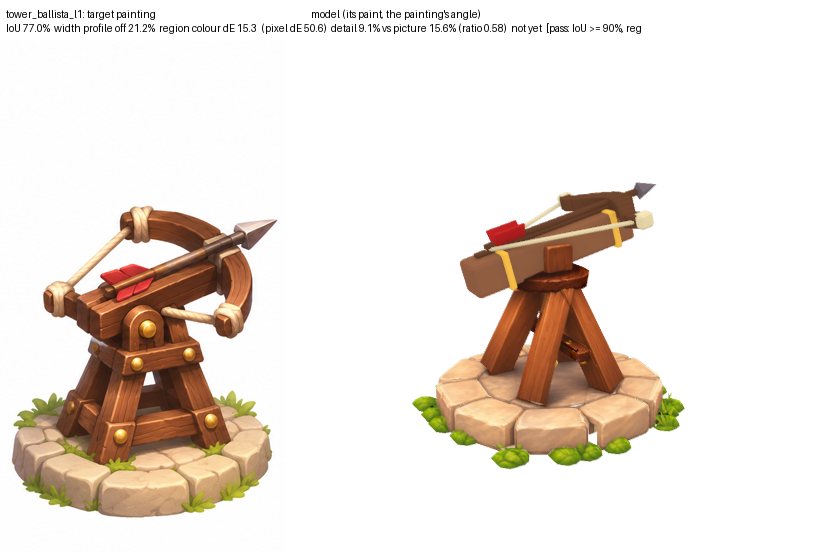 tower_ballista_l1: target painting
model (its paint, the painting's angle)
IoU 77.0% width profile off 21.2% region colour dE 15.3 (pixel dE 50.6) detail 9.1% vs picture 15.6% (ratio 0.58) not yet [pass: IoU >= 90%, reg